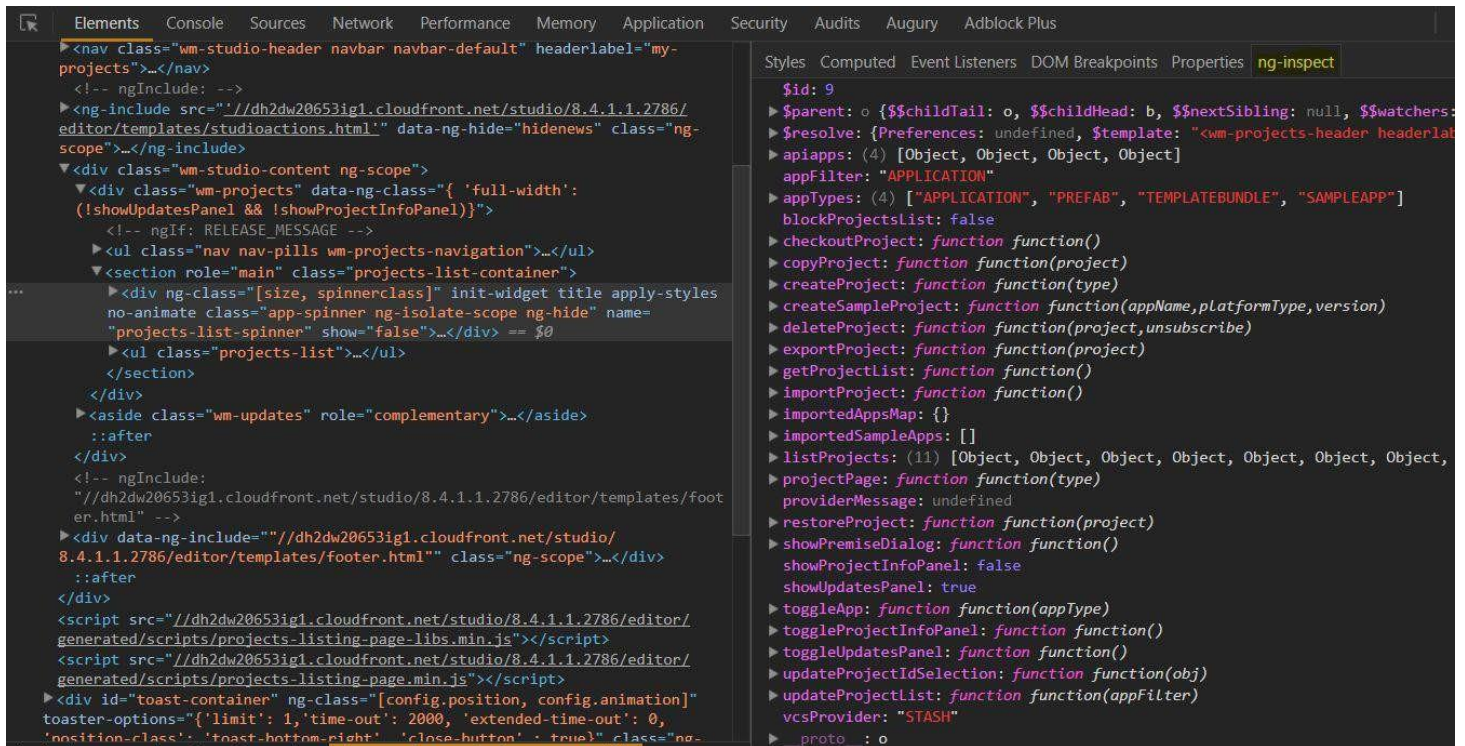 Elements Console Sources Network Performance Memory Application Security Audits Augury Adblock Plus
▶<nav class="wm-studio-header navbar navbar-default" headerlabel="my-
projects">…</nav>
<!-- ngInclude: -->
▶<ng-include src="'//dh2dw20653ig1.cloudfront.net/studio/8.4.1.1.2786/
editor/templates/studioactions.html'" data-ng-hide="hidenews" class="ng-
scope">…</ng-include>
▼<div class="wm-studio-content ng-scope">
▼<div class="wm-projects" data-ng-class="{ 'full-width':
(!showUpdatesPanel && !showProjectInfoPanel)}">
<!-- ngIf: RELEASE_MESSAGE -->
▶<ul class="nav nav-pills wm-projects-navigation">…</ul>
▼<section role="main" class="projects-list-container">
… ▶<div ng-class="[size, spinnerclass]" init-widget title apply-styles
no-animate class="app-spinner ng-isolate-scope ng-hide" name=
"projects-list-spinner" show="false">…</div> == $0
▶<ul class="projects-list">…</ul>
</section>
</div>
▶<aside class="wm-updates" role="complementary">…</aside>
::after
</div>
<!-- ngInclude:
"//dh2dw20653ig1.cloudfront.net/studio/8.4.1.1.2786/editor/templates/foot
er.html" -->
▶<div data-ng-include=""//dh2dw20653ig1.cloudfront.net/studio/
8.4.1.1.2786/editor/templates/footer.html"" class="ng-scope">…</div>
::after
</div>
<script src="//dh2dw20653ig1.cloudfront.net/studio/8.4.1.1.2786/editor/
generated/scripts/projects-listing-page-libs.min.js"></script>
<script src="//dh2dw20653ig1.cloudfront.net/studio/8.4.1.1.2786/editor/
generated/scripts/projects-listing-page.min.js"></script>
▶<div id="toast-container" ng-class="[config.position, config.animation]"
toaster-options="{'limit': 1,'time-out': 2000, 'extended-time-out': 0,
'position-class': 'toast-bottom-right', 'close-button' : true}" class="ng-
Styles Computed Event Listeners DOM Breakpoints Properties ng-inspect
$id: 9
▶$parent: o {$$childTail: o, $$childHead: b, $$nextSibling: null, $$watchers:
▶$resolve: {Preferences: undefined, $template: "<wm-projects-header headerlab
▶apiapps: (4) [Object, Object, Object, Object]
appFilter: "APPLICATION"
▶appTypes: (4) ["APPLICATION", "PREFAB", "TEMPLATEBUNDLE", "SAMPLEAPP"]
blockProjectsList: false
▶checkoutProject: function function()
▶copyProject: function function(project)
▶createProject: function function(type)
▶createSampleProject: function function(appName,platformType,version)
▶deleteProject: function function(project,unsubscribe)
▶exportProject: function function(project)
▶getProjectList: function function()
▶importProject: function function()
▶importedAppsMap: {}
▶importedSampleApps: []
▶listProjects: (11) [Object, Object, Object, Object, Object, Object, Object,
▶projectPage: function function(type)
providerMessage: undefined
▶restoreProject: function function(project)
▶showPremiseDialog: function function()
showProjectInfoPanel: false
showUpdatesPanel: true
▶toggleApp: function function(appType)
▶toggleProjectInfoPanel: function function()
▶toggleUpdatesPanel: function function()
▶updateProjectIdSelection: function function(obj)
▶updateProjectList: function function(appFilter)
vcsProvider: "STASH"
▶__proto__: o